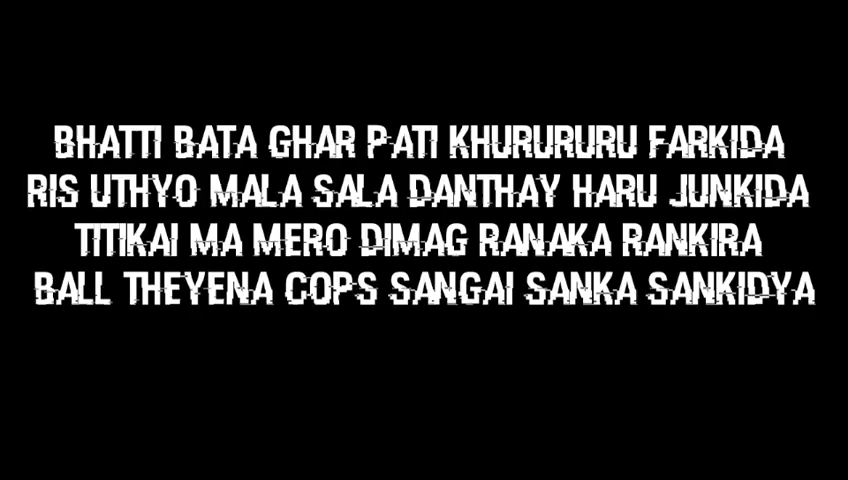 BHATTI BATA GHAR PATI KHURURURU FARKIDA
RIS UTHYO MALA SALA DANTHAY HARU JUNKIDA
TITIKAI MA MERO DIMAG RANAKA RANKIRA
BALL THEYENA COPS SANGAI SANKA SANKIDYA